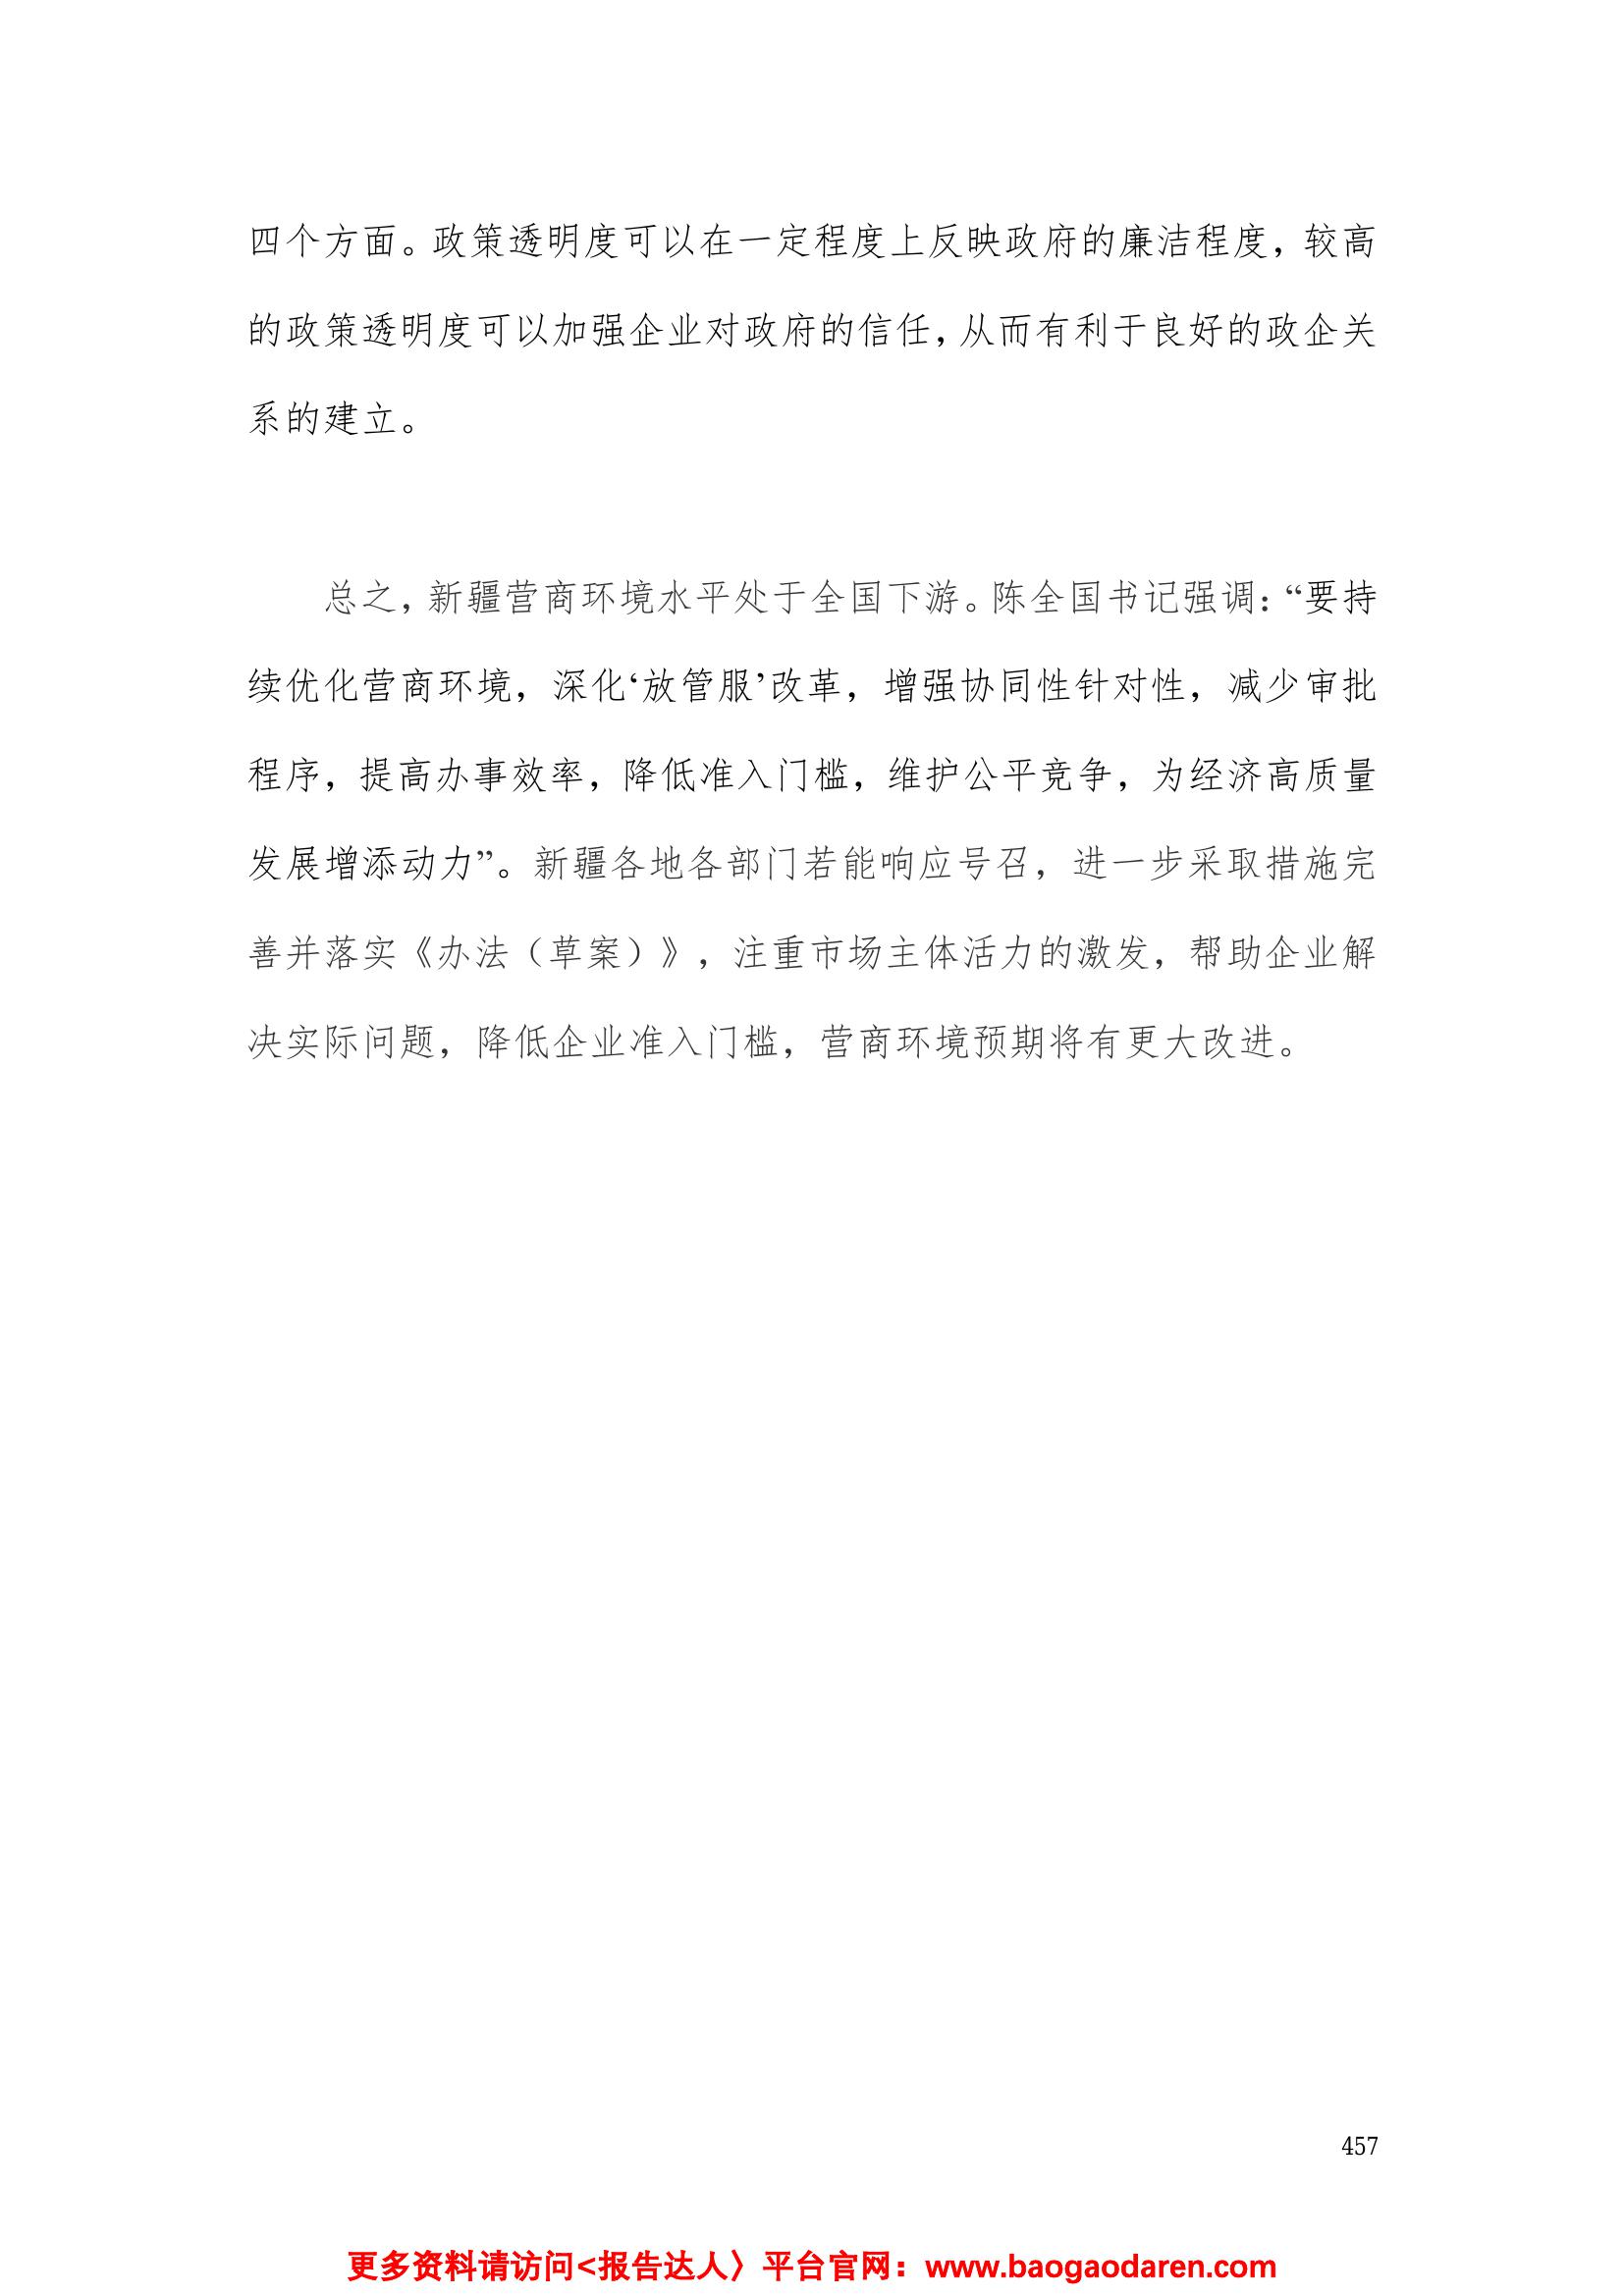 四个方面。政策透明度可以在一定程度上反映政府的廉洁程度，较高
的政策透明度可以加强企业对政府的信任，从而有利于良好的政企关
系的建立。
总之，新疆营商环境水平处于全国下游。陈全国书记强调：“要持
续优化营商环境，深化‘放管服’改革，增强协同性针对性，减少审批
程序，提高办事效率，降低准入门槛，维护公平竞争，为经济高质量
发展增添动力”。新疆各地各部门若能响应号召，进一步采取措施完
善并落实《办法（草案）》，注重市场主体活力的激发，帮助企业解
决实际问题，降低企业准入门槛，营商环境预期将有更大改进。
457
更多资料请访问<报告达人〉平台官网：www.baogaodaren.com